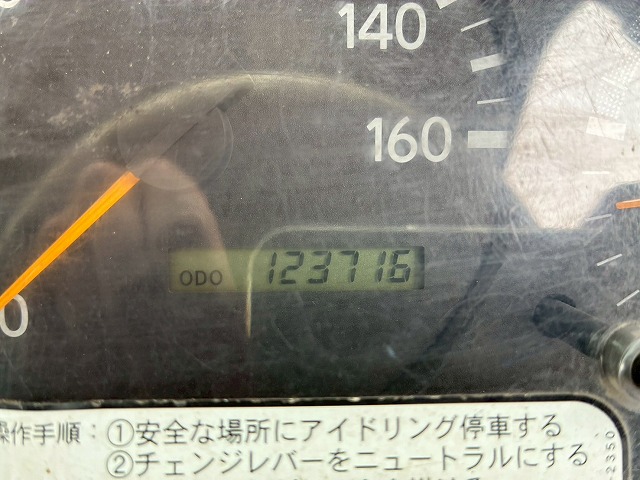 140
160
0
ODO 123716
操作手順：①安全な場所にアイドリング停車する
②チェンジレバーをニュートラルにする
2350